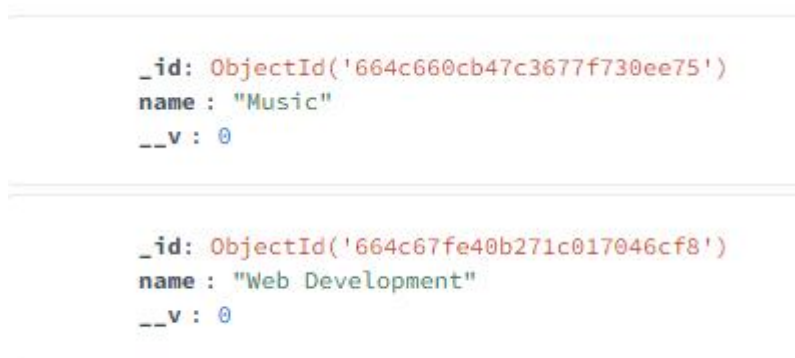 _id: ObjectId('664c660cb47c3677f730ee75')
name : "Music"
__v : 0
_id: ObjectId('664c67fe40b271c017046cf8')
name : "Web Development"
__v : 0